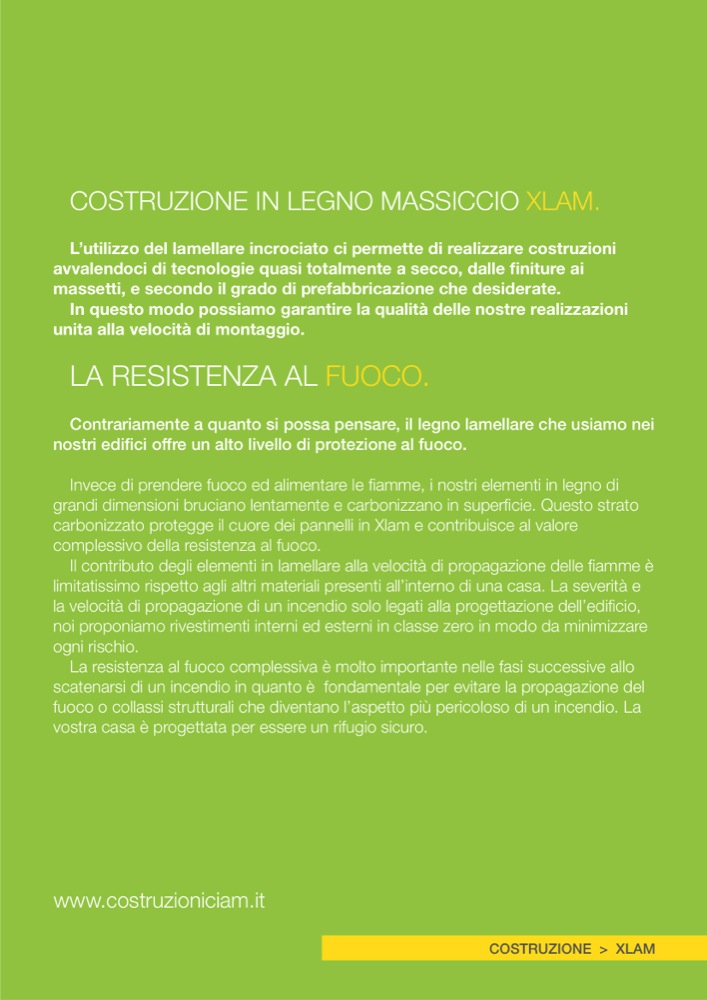 COSTRUZIONE IN LEGNO MASSICCIO XLAM.
L’utilizzo del lamellare incrociato ci permette di realizzare costruzioni
avvalendoci di tecnologie quasi totalmente a secco, dalle finiture ai
massetti, e secondo il grado di prefabbricazione che desiderate.
In questo modo possiamo garantire la qualità delle nostre realizzazioni
unita alla velocità di montaggio.
LA RESISTENZA AL FUOCO.
Contrariamente a quanto si possa pensare, il legno lamellare che usiamo nei
nostri edifici offre un alto livello di protezione al fuoco.
Invece di prendere fuoco ed alimentare le fiamme, i nostri elementi in legno di
grandi dimensioni bruciano lentamente e carbonizzano in superficie. Questo strato
carbonizzato protegge il cuore dei pannelli in Xlam e contribuisce al valore
complessivo della resistenza al fuoco.
Il contributo degli elementi in lamellare alla velocità di propagazione delle fiamme è
limitatissimo rispetto agli altri materiali presenti all’interno di una casa. La severità e
la velocità di propagazione di un incendio solo legati alla progettazione dell’edificio,
noi proponiamo rivestimenti interni ed esterni in classe zero in modo da minimizzare
ogni rischio.
La resistenza al fuoco complessiva è molto importante nelle fasi successive allo
scatenarsi di un incendio in quanto è  fondamentale per evitare la propagazione del
fuoco o collassi strutturali che diventano l’aspetto più pericoloso di un incendio. La
vostra casa è progettata per essere un rifugio sicuro.
www.costruzioniciam.it
COSTRUZIONE > XLAM